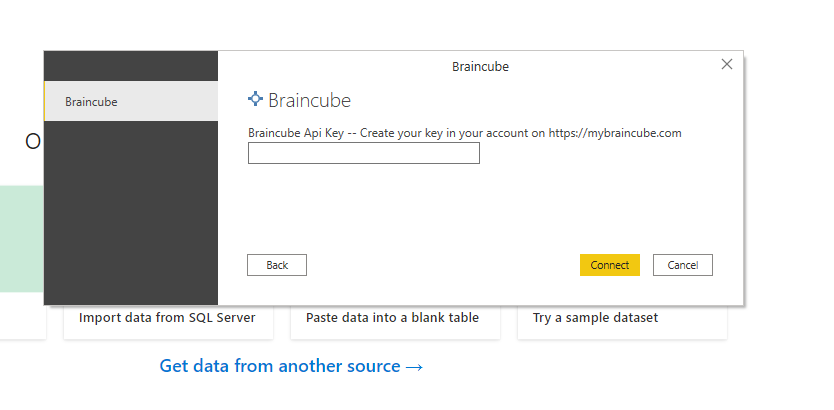 Braincube
Braincube
Braincube
Braincube Api Key -- Create your key in your account on https://mybraincube.com
O
Back
Connect
Cancel
Import data from SQL Server
Paste data into a blank table
Try a sample dataset
Get data from another source →